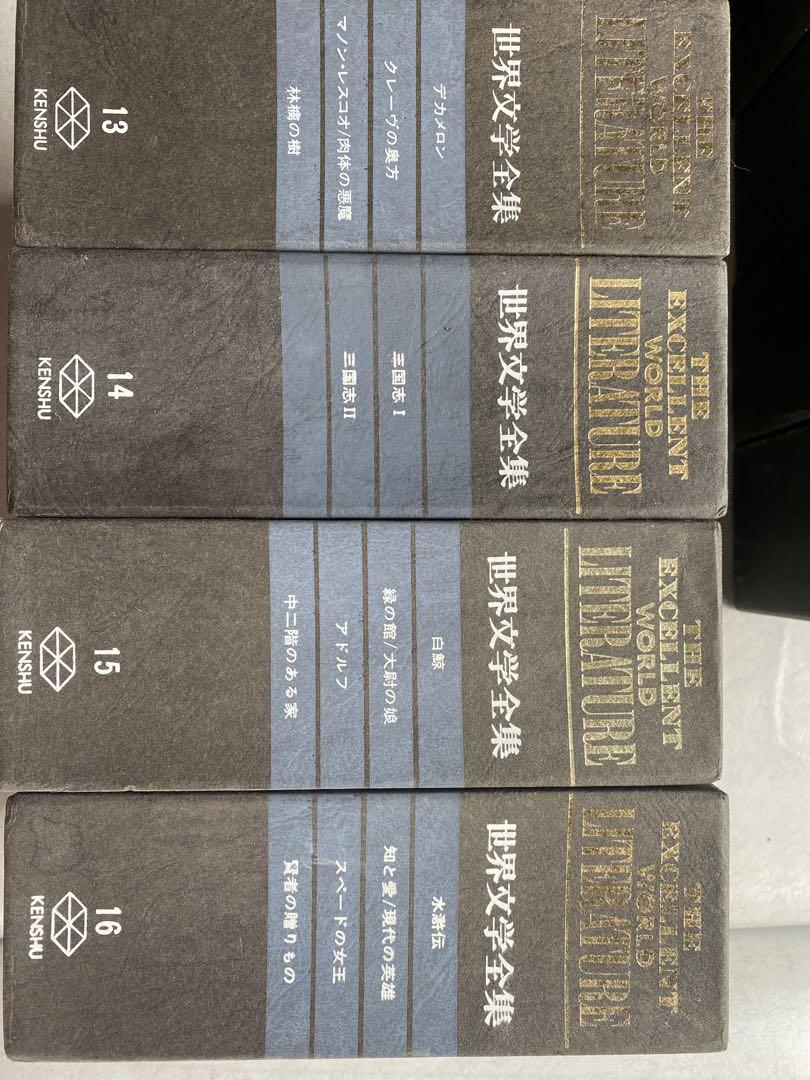 THE
EXCELLENT
WORLD
LITERATURE
世界文学全集
デカメロン
クレーヴの奥方
マノン・レスコオ/肉体の悪魔
林檎の樹
13
KENSHU
THE
EXCELLENT
WORLD
LITERATURE
世界文学全集
三国志 I
三国志 II
14
KENSHU
THE
EXCELLENT
WORLD
LITERATURE
世界文学全集
白鯨
緑の館/大尉の娘
アドルフ
中二階のある家
15
KENSHU
THE
EXCELLENT
WORLD
LITERATURE
世界文学全集
水滸伝
知と愛/現代の英雄
スペードの女王
賢者の贈りもの
16
KENSHU